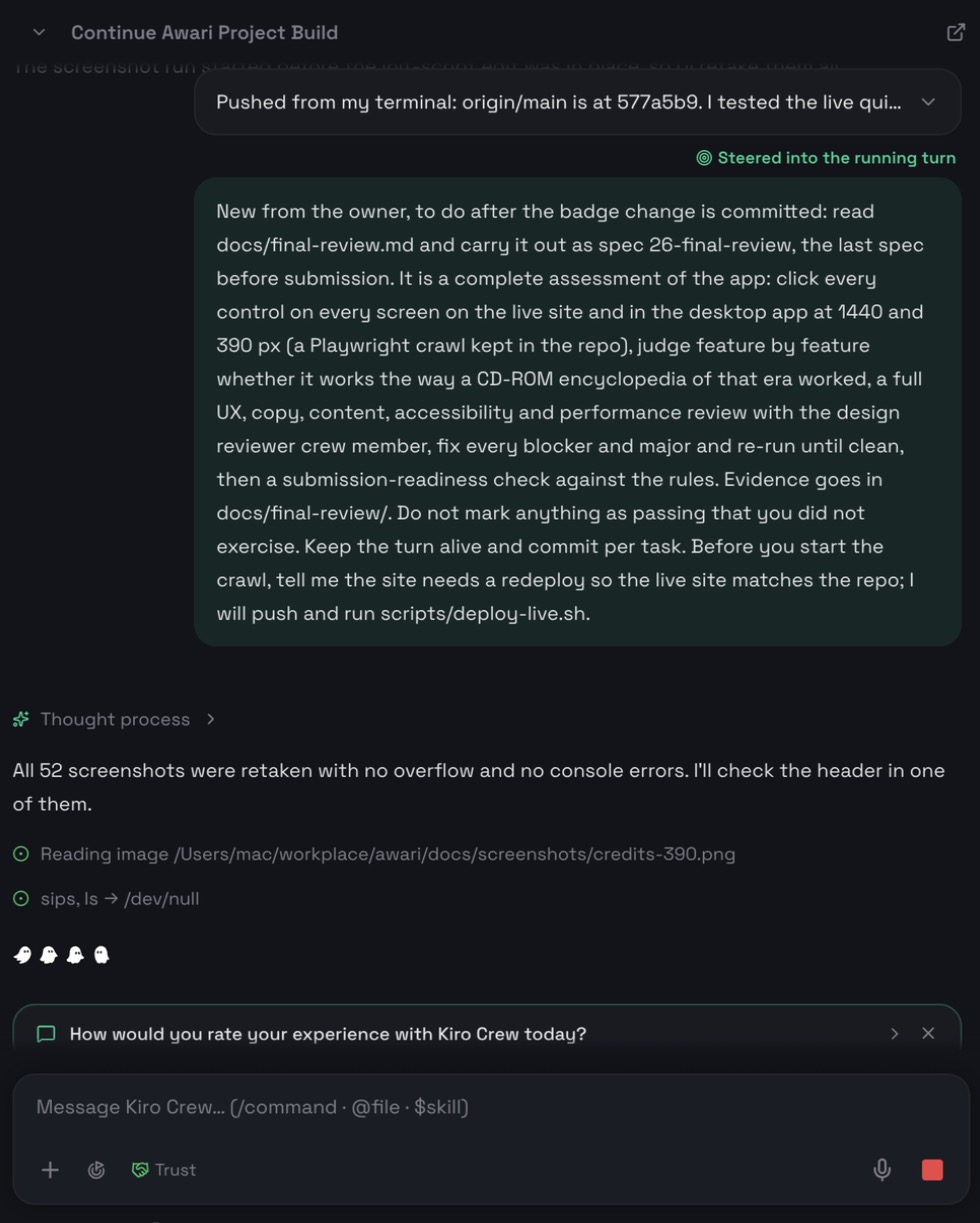 Continue Awari Project Build
The screenshot run started before the
Pushed from my terminal: origin/main is at 577a5b9. I tested the live qui...
Steered into the running turn
New from the owner, to do after the badge change is committed: read
docs/final-review.md and carry it out as spec 26-final-review, the last spec
before submission. It is a complete assessment of the app: click every
control on every screen on the live site and in the desktop app at 1440 and
390 px (a Playwright crawl kept in the repo), judge feature by feature
whether it works the way a CD-ROM encyclopedia of that era worked, a full
UX, copy, content, accessibility and performance review with the design
reviewer crew member, fix every blocker and major and re-run until clean,
then a submission-readiness check against the rules. Evidence goes in
docs/final-review/. Do not mark anything as passing that you did not
exercise. Keep the turn alive and commit per task. Before you start the
crawl, tell me the site needs a redeploy so the live site matches the repo; I
will push and run scripts/deploy-live.sh.
Thought process
All 52 screenshots were retaken with no overflow and no console errors. I'll check the header in one
of them.
Reading image /Users/mac/workplace/awari/docs/screenshots/credits-390.png
sips, ls → /dev/null
How would you rate your experience with Kiro Crew today?
Message Kiro Crew... (/command · @file · $skill)
Trust